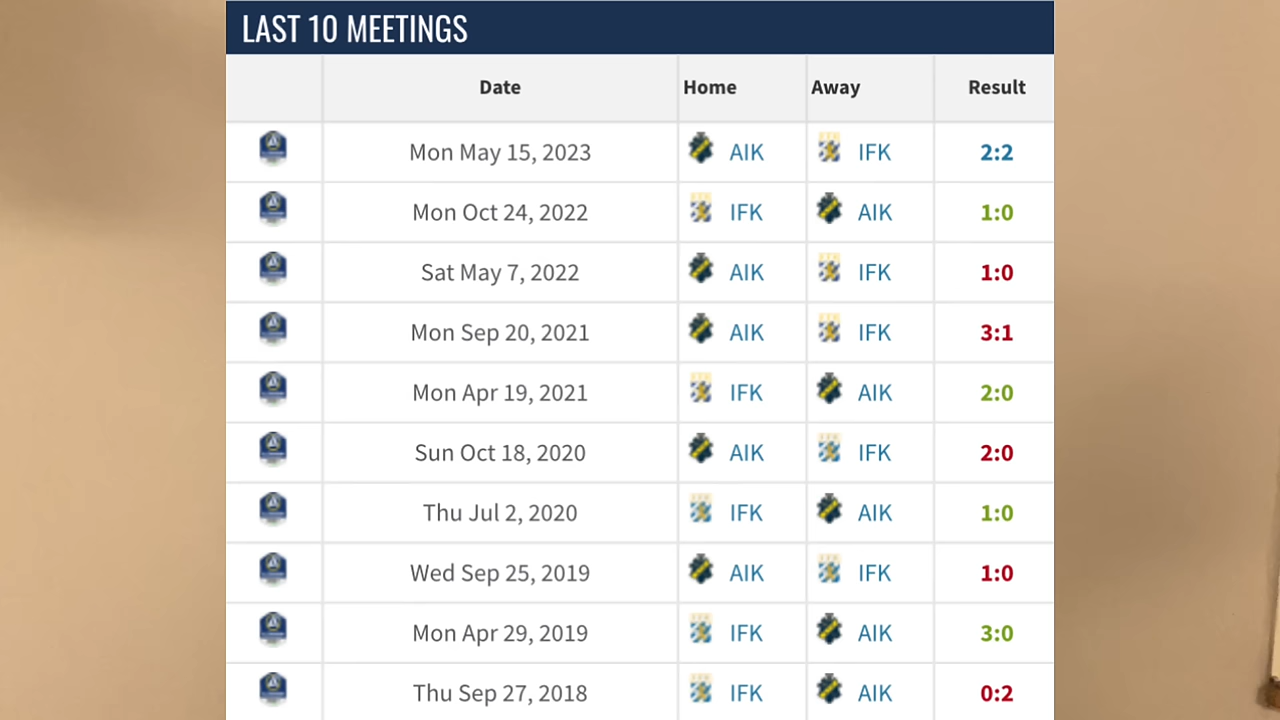 LAST 10 MEETINGS
Date Home Away Result
Mon May 15, 2023 AIK IFK 2:2
Mon Oct 24, 2022 IFK AIK 1:0
Sat May 7, 2022 AIK IFK 1:0
Mon Sep 20, 2021 AIK IFK 3:1
Mon Apr 19, 2021 IFK AIK 2:0
Sun Oct 18, 2020 AIK IFK 2:0
Thu Jul 2, 2020 IFK AIK 1:0
Wed Sep 25, 2019 AIK IFK 1:0
Mon Apr 29, 2019 IFK AIK 3:0
Thu Sep 27, 2018 IFK AIK 0:2